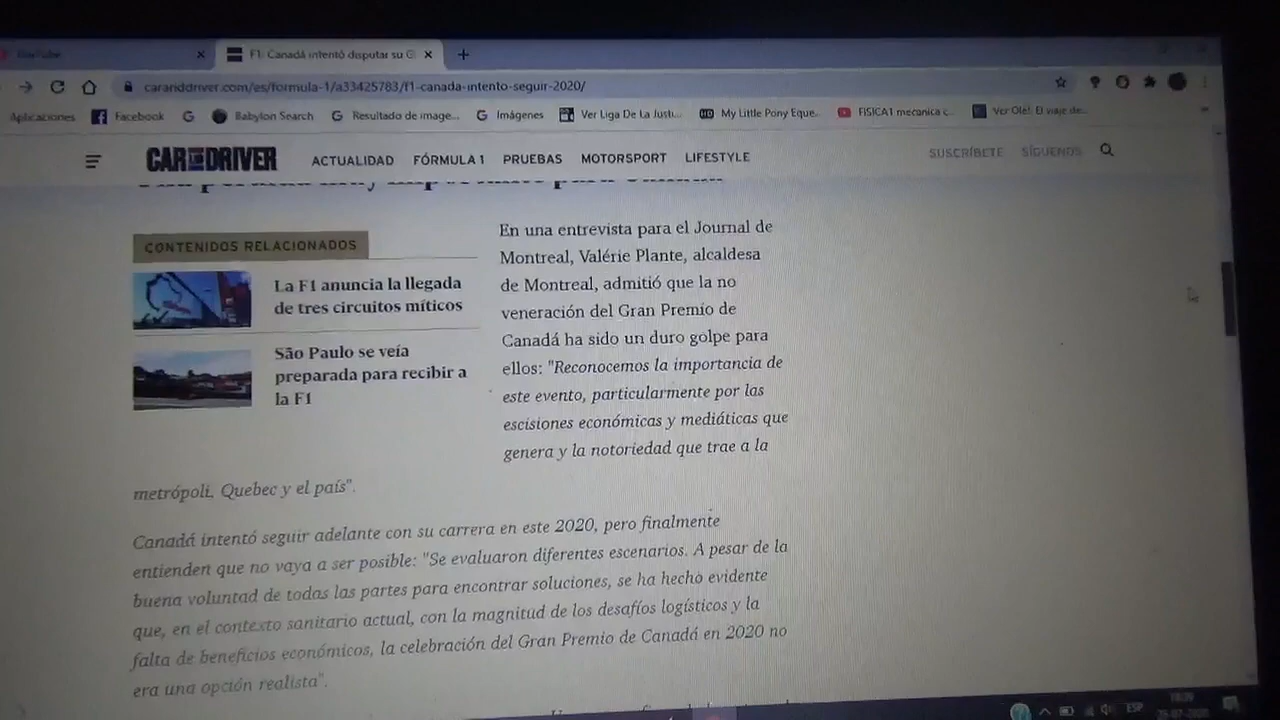 YouTube
F1: Canadá intentó disputar su G
caranddriver.com/es/formula-1/a33425783/f1-canada-intento-seguir-2020/
Aplicaciones Facebook Babylon Search Resultado de image... Imágenes Ver Liga De La Justi... My Little Pony Eque... FISICA1 mecanica c... Ver Olé!: El viaje de...
CAR AND DRIVER ACTUALIDAD FÓRMULA 1 PRUEBAS MOTORSPORT LIFESTYLE SUSCRÍBETE SÍGUENOS
CONTENIDOS RELACIONADOS
La F1 anuncia la llegada
de tres circuitos míticos
São Paulo se veía
preparada para recibir a
la F1
En una entrevista para el Journal de
Montreal, Valérie Plante, alcaldesa
de Montreal, admitió que la no
veneración del Gran Premio de
Canadá ha sido un duro golpe para
ellos: "Reconocemos la importancia de
este evento, particularmente por las
escisiones económicas y mediáticas que
genera y la notoriedad que trae a la
metrópoli, Quebec y el país".
Canadá intentó seguir adelante con su carrera en este 2020, pero finalmente
entienden que no vaya a ser posible: "Se evaluaron diferentes escenarios. A pesar de la
buena voluntad de todas las partes para encontrar soluciones, se ha hecho evidente
que, en el contexto sanitario actual, con la magnitud de los desafíos logísticos y la
falta de beneficios económicos, la celebración del Gran Premio de Canadá en 2020 no
era una opción realista".
ESP